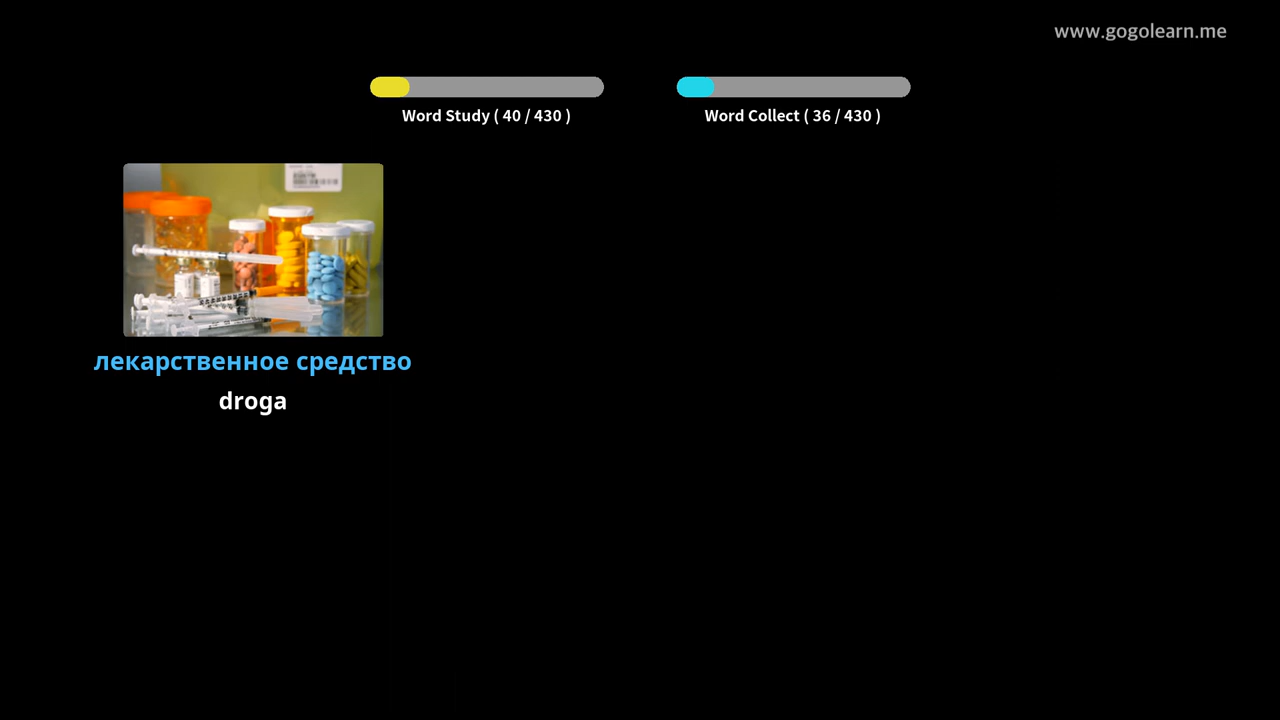 www.gogolearn.me
Word Study ( 40 / 430 )
Word Collect ( 36 / 430 )
лекарственное средство
droga